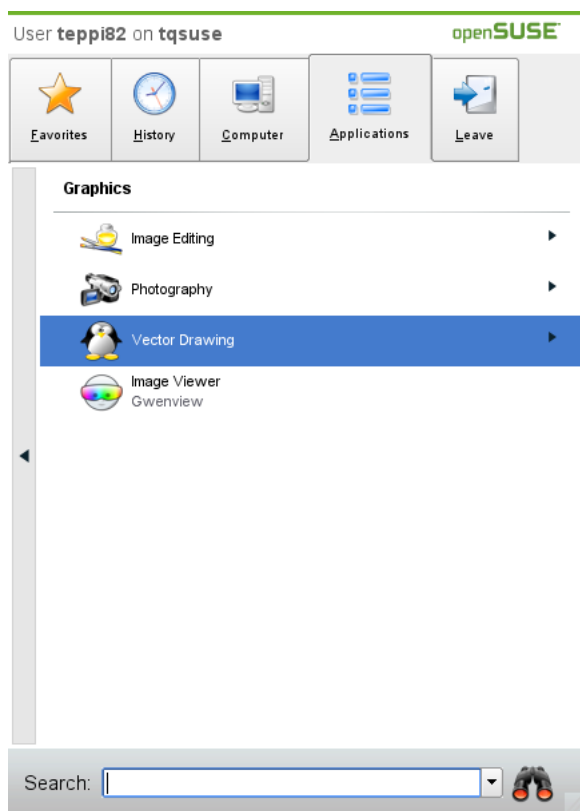 User teppi82 on tqsuse openSUSE
Favorites History Computer Applications Leave
Graphics
Image Editing
Photography
Vector Drawing
Image Viewer
Gwenview
Search: